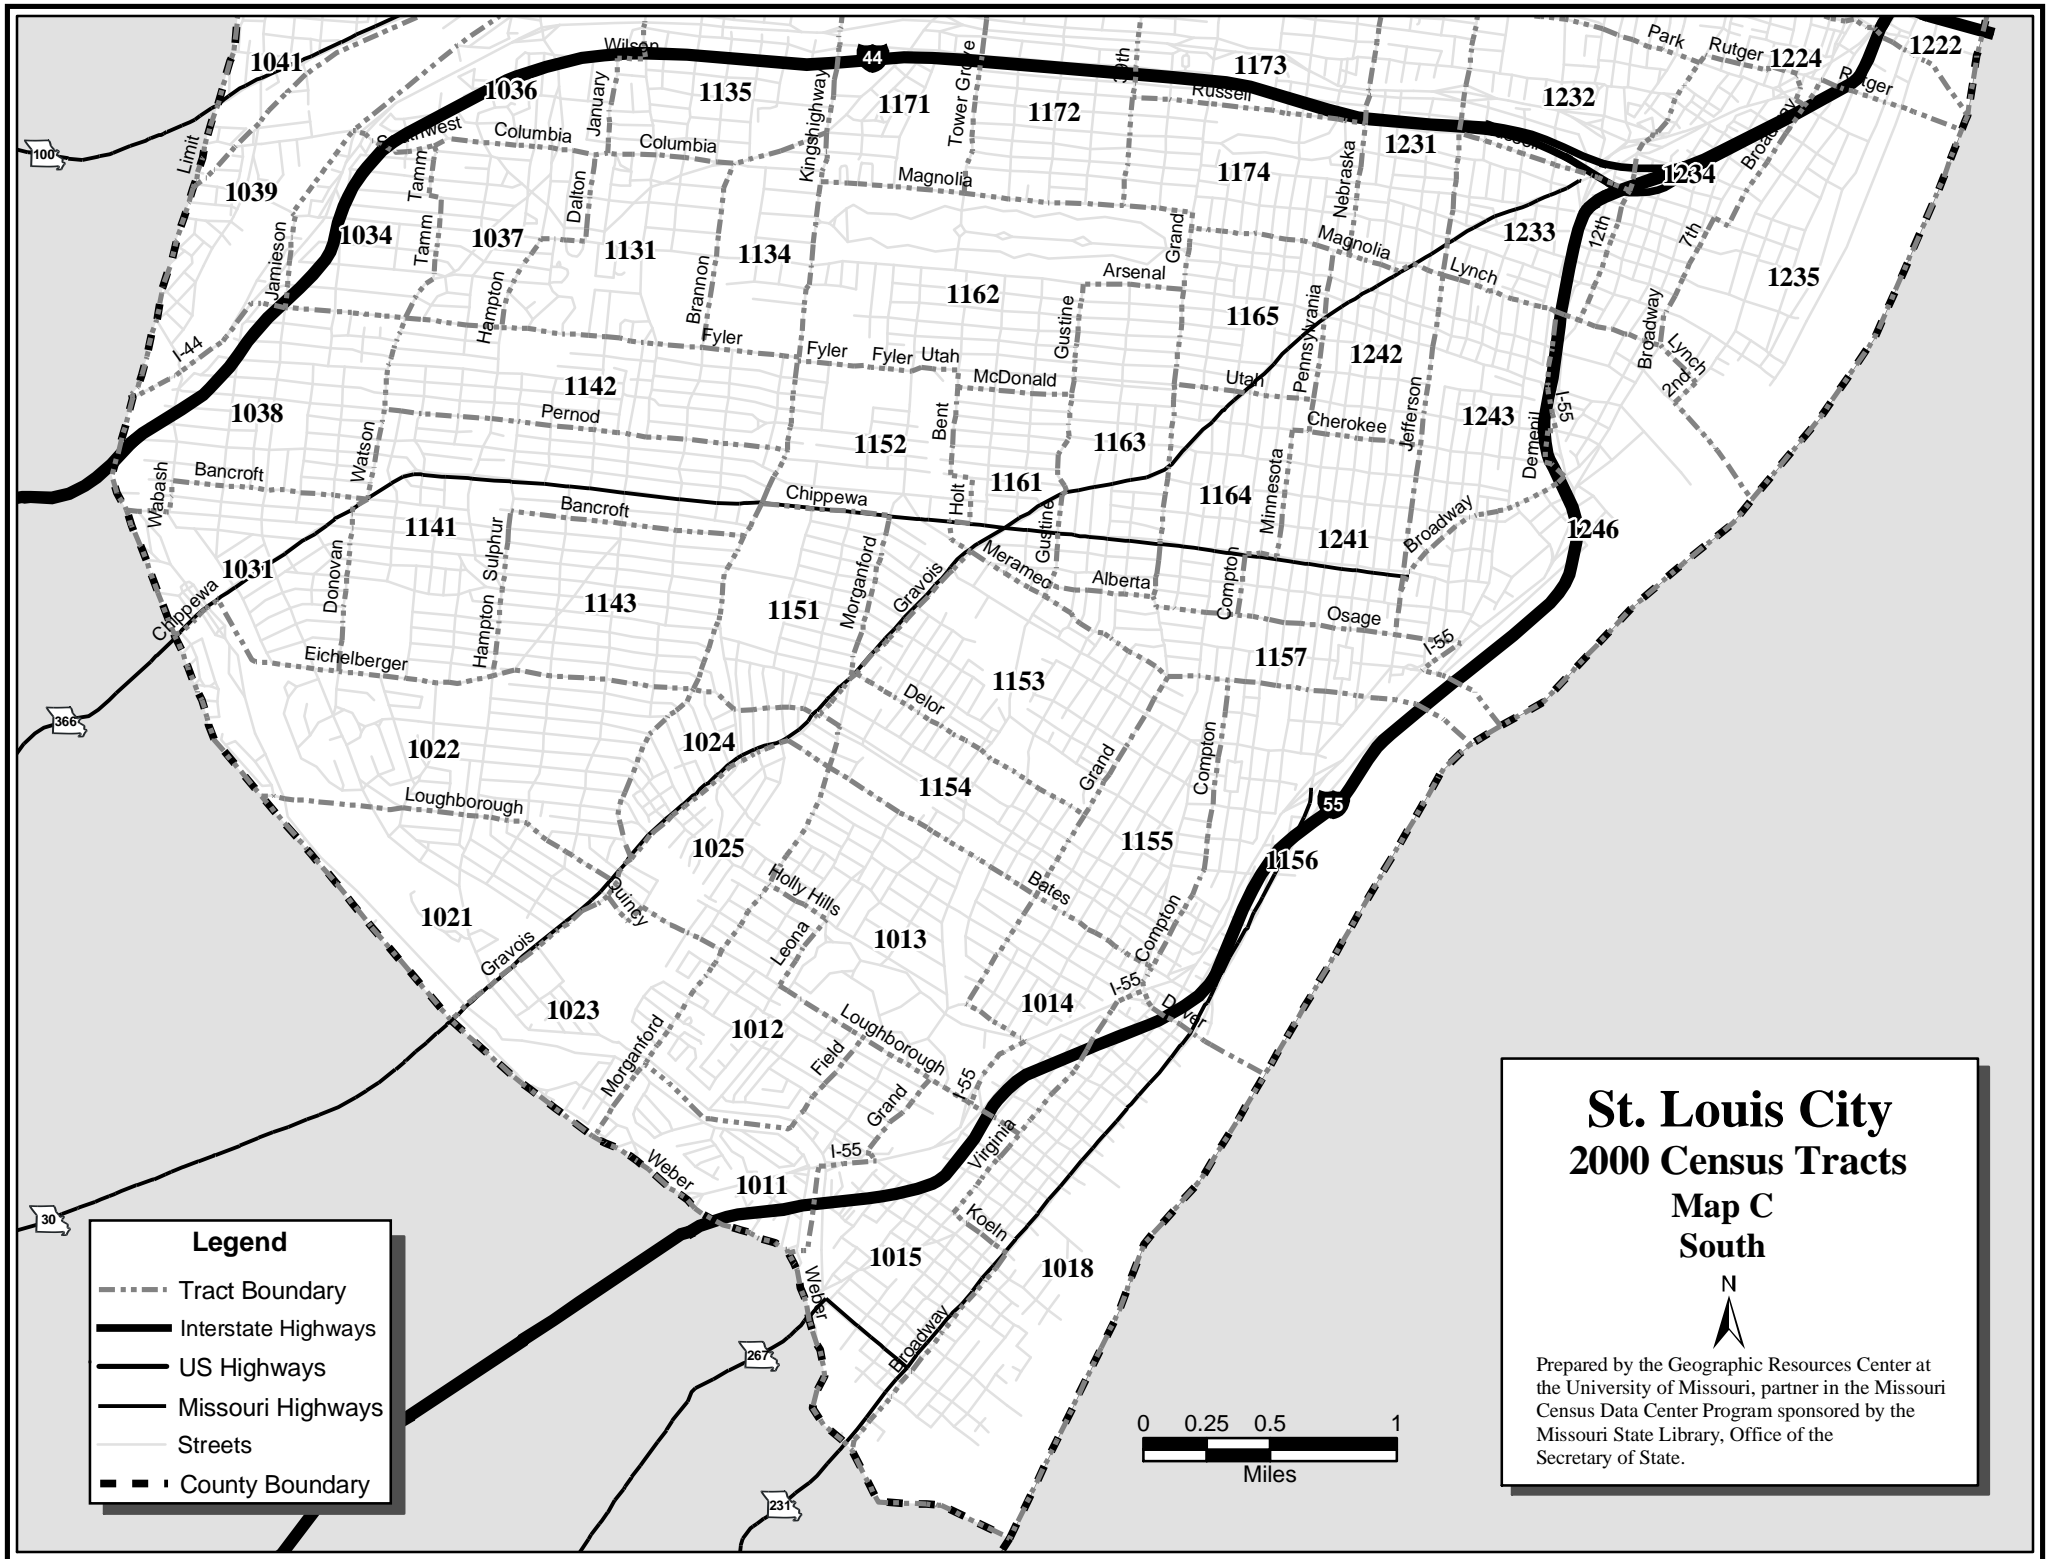 Wilson
44
39th
1173
Park
Rutger
1224
1222
1041
1036
January
1135
Kingshighway
1171
Tower Grove
1172
Russell
1232
Rutger
Broadway
100
Limit
Southwest
Columbia
Columbia
1231
Russell
1234
Tamm
Dalton
Magnolia
1174
Nebraska
1039
1034
Tamm
1037
1131
1134
Grand
Magnolia
1233
12th
7th
Jamieson
Hampton
Brannon
1162
Arsenal
Lynch
1235
I-44
Fyler
Fyler
Fyler
Utah
Gustine
1165
Pennsylvania
1242
Broadway
Lynch
2nd
1142
McDonald
Utah
Jefferson
I-55
1038
Pernod
Bent
Cherokee
1243
Demenil
Watson
1152
1163
Wabash
Bancroft
1161
Minnesota
Chippewa
Holt
1164
Bancroft
1141
Gustine
1241
Broadway
1246
1031
Donovan
Hampton
Sulphur
Morganford
Meramec
Alberta
Compton
Chippewa
1143
1151
Gravois
Osage
I-55
Eichelberger
1157
1153
Delor
366
1022
1024
Grand
Compton
1154
Loughborough
55
1025
1155
1156
Holly Hills
Bates
Quincy
1021
Leona
1013
Compton
Gravois
I-55
1023
1012
1014
Dover
Loughborough
Morganford
Field
I-55
Grand
Virginia
I-55
Weber
1011
30
Koeln
1015
1018
Weber
Broadway
267
231
Legend
Tract Boundary
Interstate Highways
US Highways
Missouri Highways
Streets
County Boundary
0 0.25 0.5 1
Miles
St. Louis City
2000 Census Tracts
Map C
South
N
Prepared by the Geographic Resources Center at
the University of Missouri, partner in the Missouri
Census Data Center Program sponsored by the
Missouri State Library, Office of the
Secretary of State.